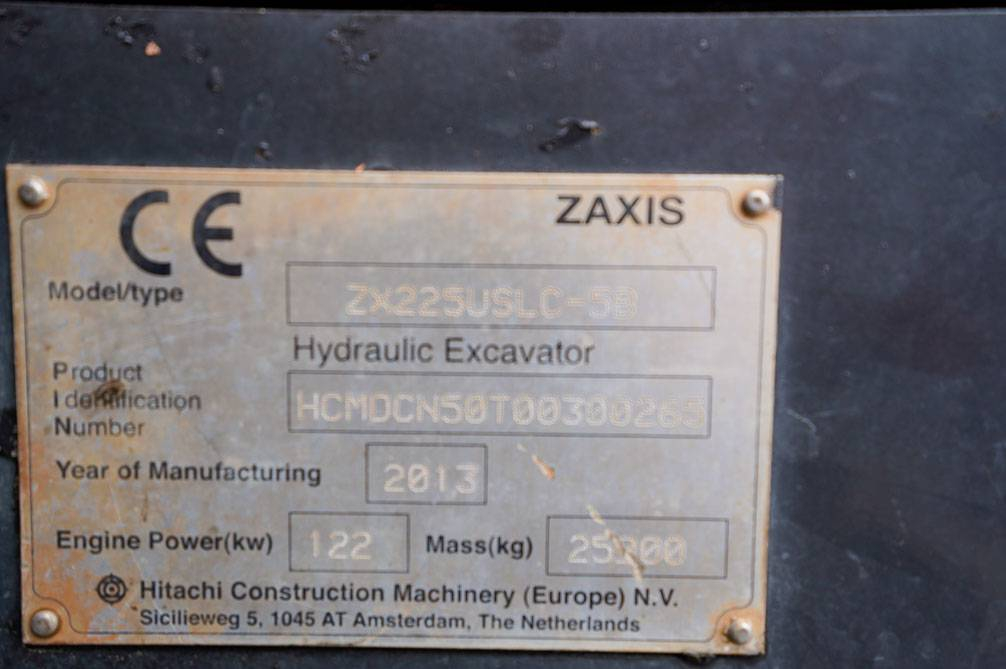 CE
ZAXIS
Model/type ZX225USLC-5B
Hydraulic Excavator
Product
Identification HCMDCN50T00300265
Number
Year of Manufacturing 2013
Engine Power(kw) 122 Mass(kg)
Hitachi Construction Machinery (Europe) N.V.
Sicilieweg 5, 1045 AT Amsterdam, The Netherlands